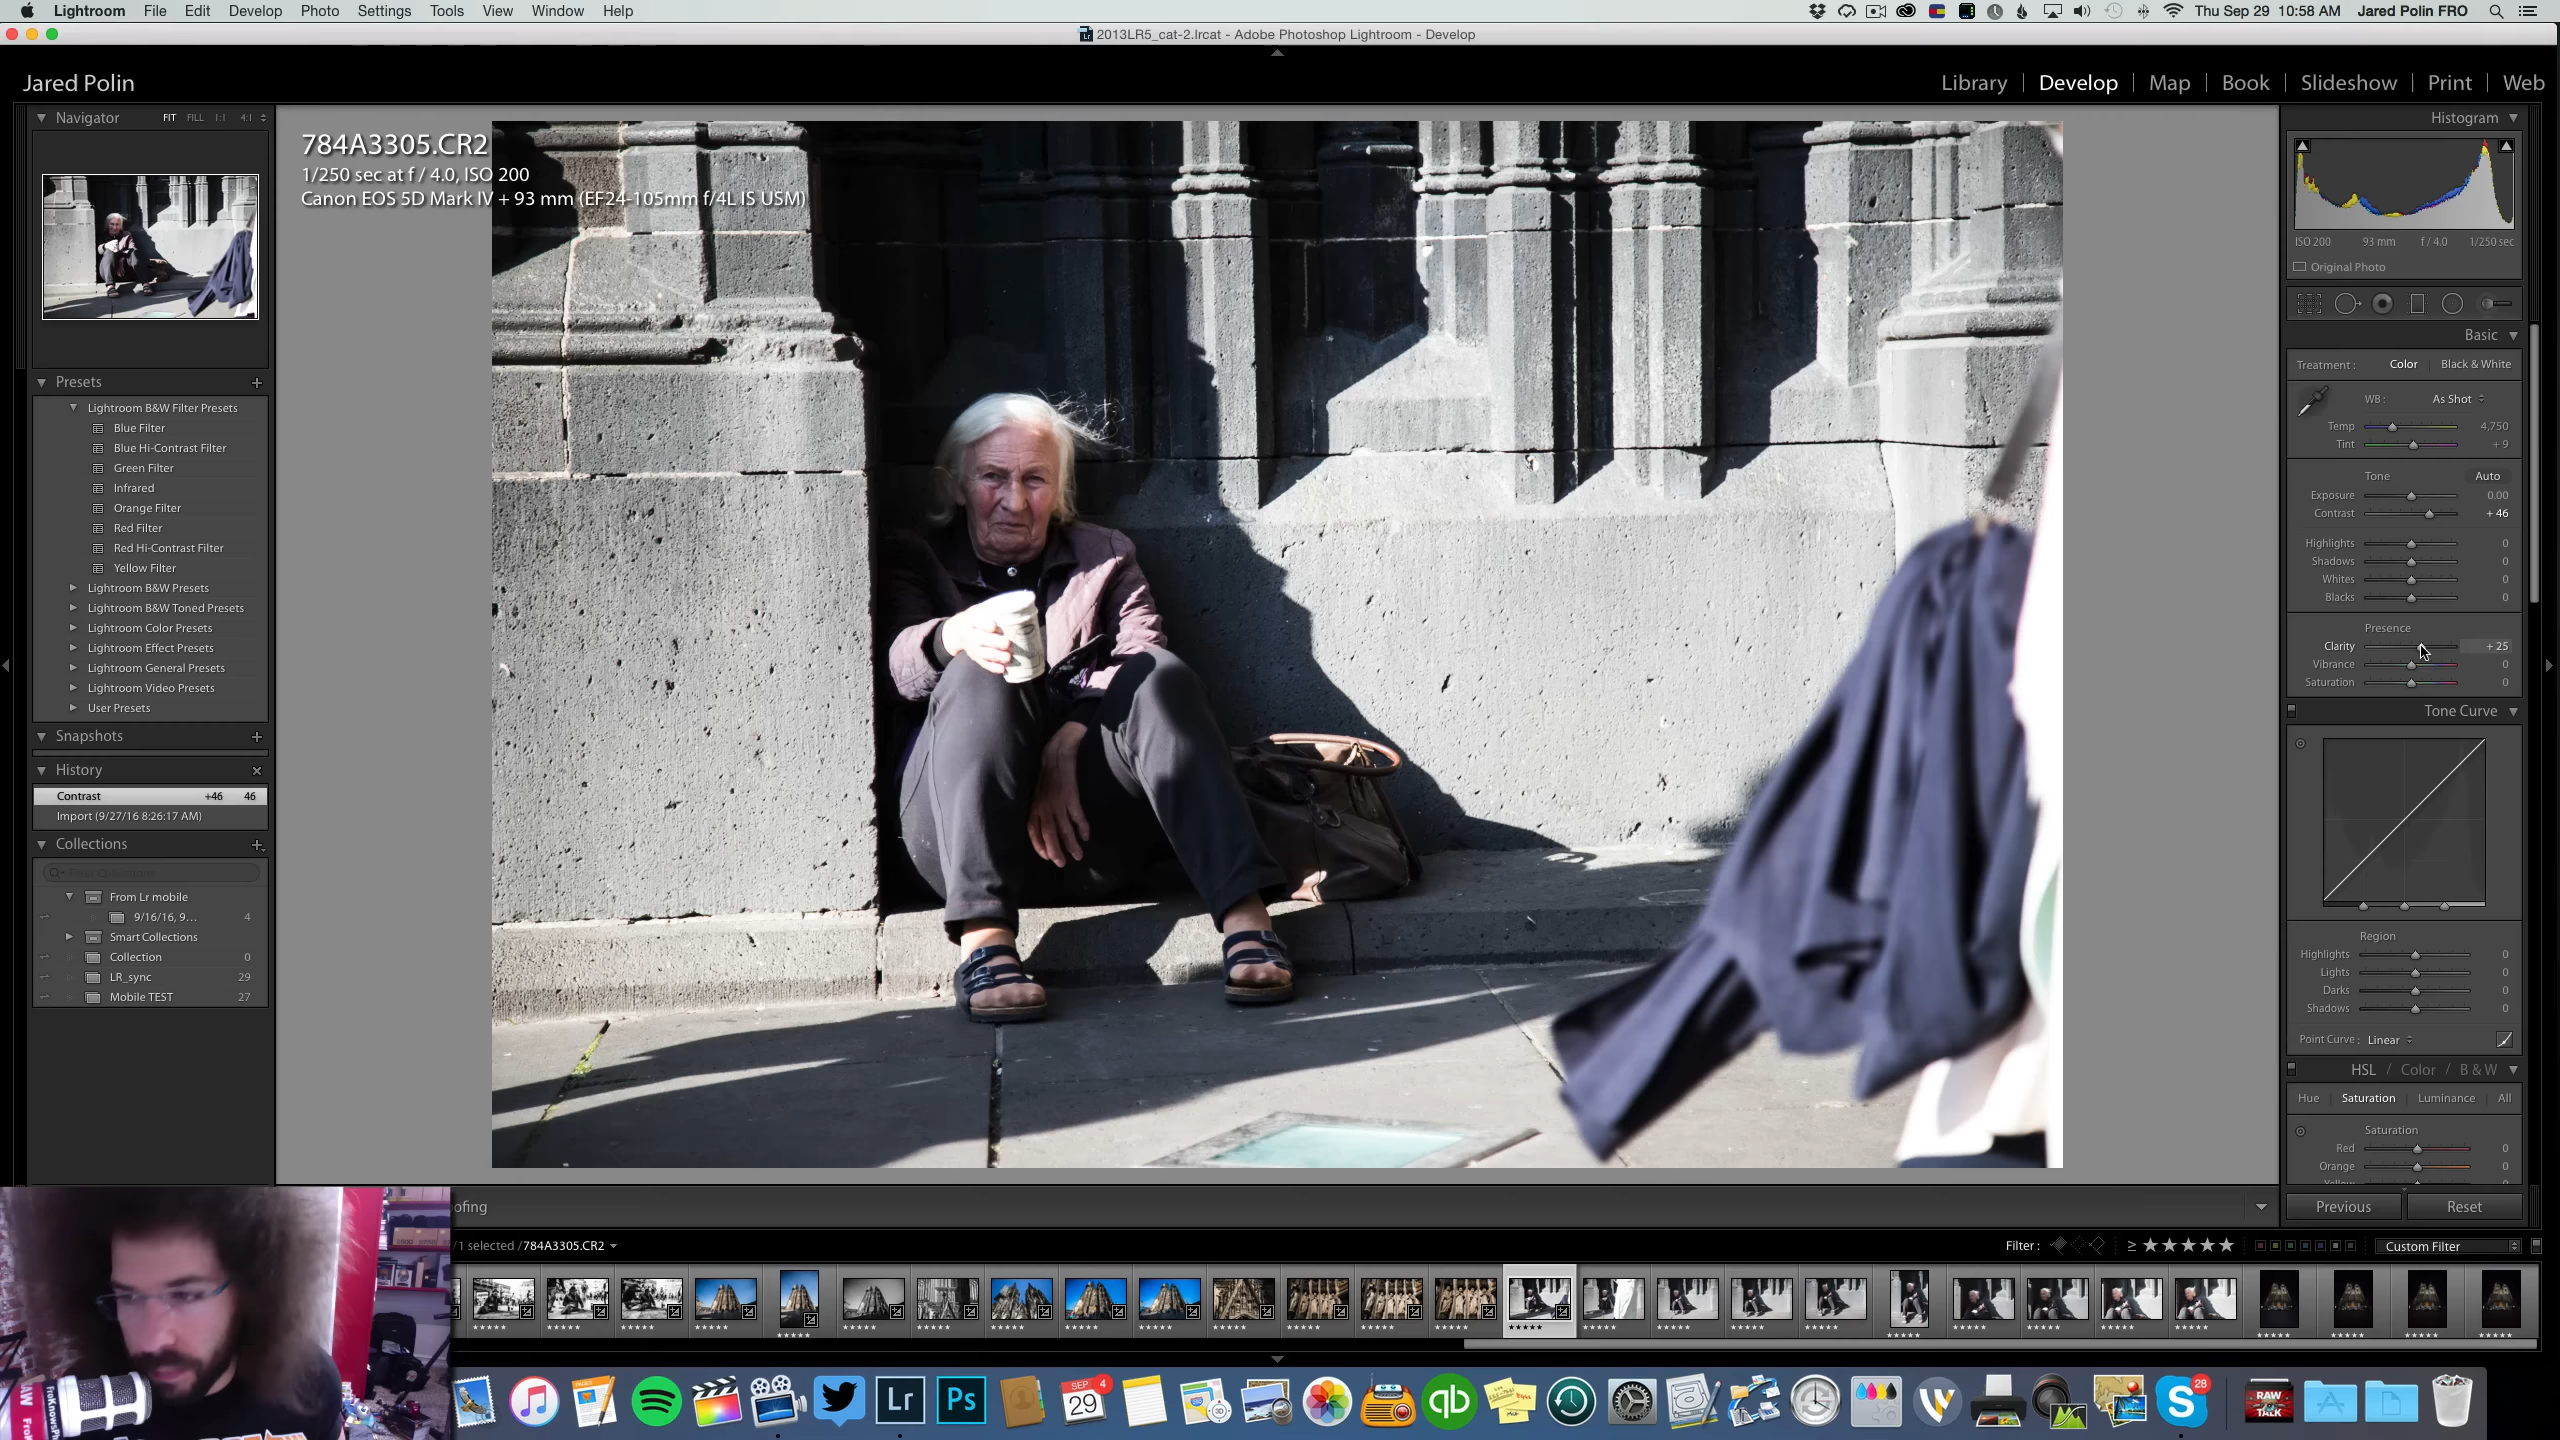 Lightroom File Edit Develop Photo Settings Tools View Window Help
Thu Sep 29 10:58 AM Jared Polin FRO
2013LR5_cat-2.lrcat - Adobe Photoshop Lightroom - Develop
Jared Polin
Library | Develop | Map | Book | Slideshow | Print | Web
Navigator FIT FILL 1:1 4:1
784A3305.CR2
1/250 sec at f / 4.0, ISO 200
Canon EOS 5D Mark IV + 93 mm (EF24-105mm f/4L IS USM)
Presets
Lightroom B&W Filter Presets
Blue Filter
Blue Hi-Contrast Filter
Green Filter
Infrared
Orange Filter
Red Filter
Red Hi-Contrast Filter
Yellow Filter
Lightroom B&W Presets
Lightroom B&W Toned Presets
Lightroom Color Presets
Lightroom Effect Presets
Lightroom General Presets
Lightroom Video Presets
User Presets
Snapshots
History
Contrast +46 46
Import (9/27/16 8:26:17 AM)
Collections
From Lr mobile
9/16/16, 9... 4
Smart Collections
Collection 0
LR_sync 29
Mobile TEST 27
Histogram
ISO 200 93 mm f / 4.0 1/250 sec
Original Photo
Basic
Treatment : Color Black & White
WB : As Shot
Temp 4,750
Tint + 9
Tone Auto
Exposure 0.00
Contrast + 46
Highlights 0
Shadows 0
Whites 0
Blacks 0
Presence
Clarity + 25
Vibrance 0
Saturation 0
Tone Curve
Region
Highlights 0
Lights 0
Darks 0
Shadows 0
Point Curve : Linear
HSL / Color / B & W
Hue Saturation Luminance All
Saturation
Red 0
Orange 0
Yellow
Previous Reset
ofing
/1 selected /784A3305.CR2
Filter : ≥ ★★★★★ Custom Filter
PAGES
Lr Ps
SEP 4
29
qb
S 28
RAW
TALK